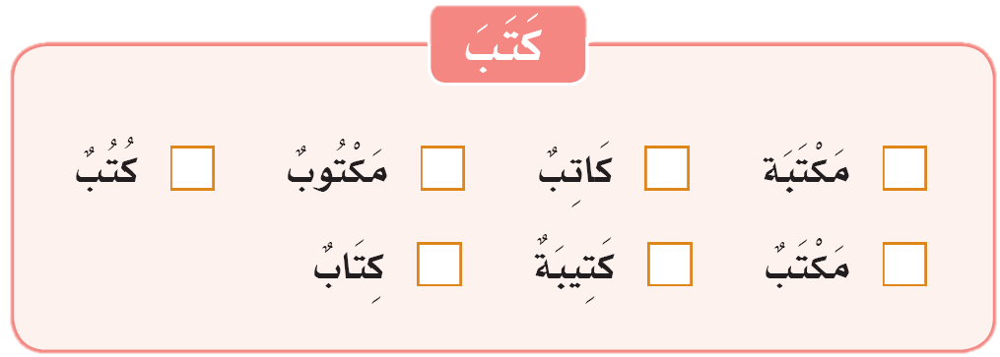 كَتَبَ
مَكْتَبَة كَاتِبٌ مَكْتُوبٌ كُتُبٌ
مَكْتَبٌ كَتِيبَةٌ كِتَابٌ